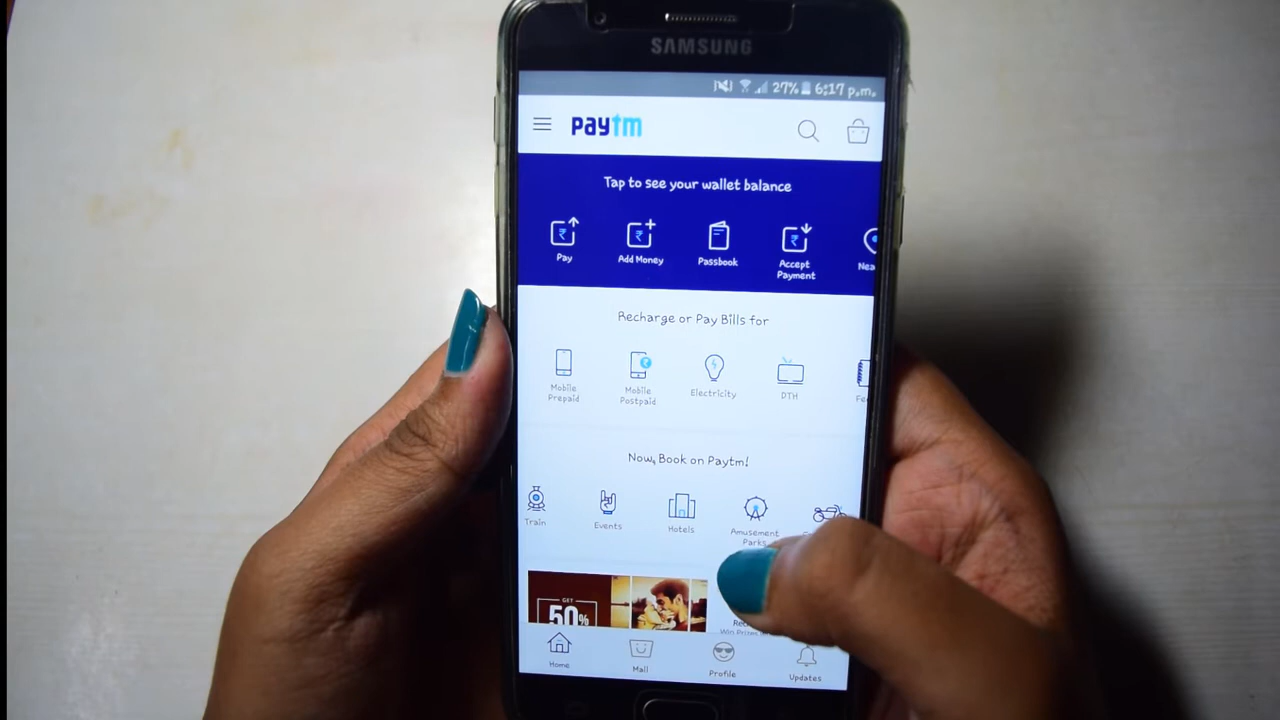 SAMSUNG
27% 6:17 p.m.
paytm
Tap to see your wallet balance
Pay
Add Money
Passbook
Accept
Payment
Recharge or Pay Bills for
Mobile
Prepaid
Mobile
Postpaid
Electricity
DTH
Now, Book on Paytm!
Train
Events
Hotels
Amusement
Parks
GET
50%
Home
Mall
Profile
Updates